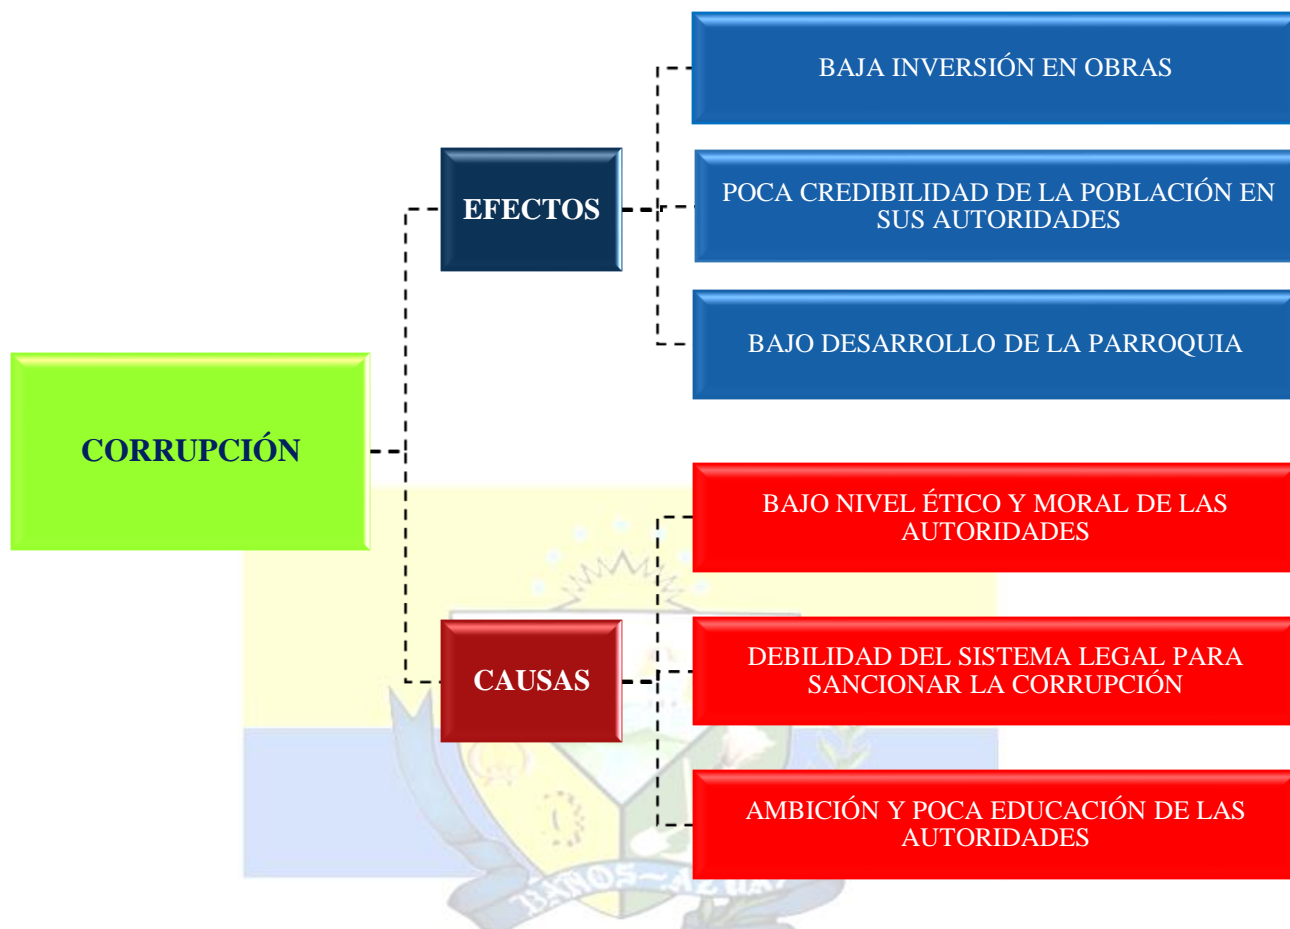 BAJA INVERSIÓN EN OBRAS
EFECTOS
POCA CREDIBILIDAD DE LA POBLACIÓN EN
SUS AUTORIDADES
BAJO DESARROLLO DE LA PARROQUIA
CORRUPCIÓN
BAJO NIVEL ÉTICO Y MORAL DE LAS
AUTORIDADES
CAUSAS
DEBILIDAD DEL SISTEMA LEGAL PARA
SANCIONAR LA CORRUPCIÓN
AMBICIÓN Y POCA EDUCACIÓN DE LAS
AUTORIDADES
BAÑOS~AZUAY